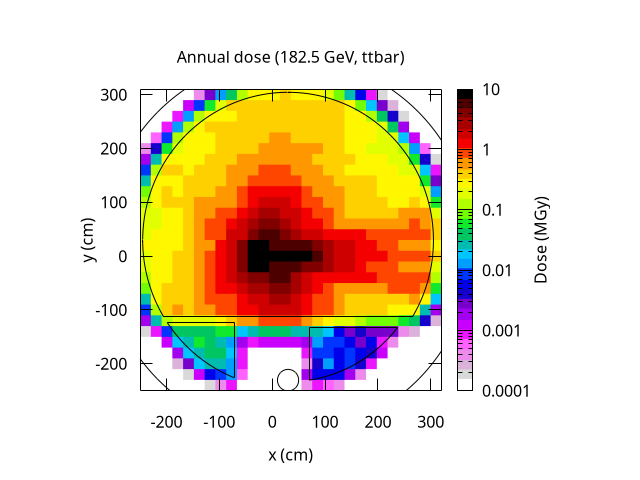 Annual dose (182.5 GeV, ttbar)
300
200
100
0
-100
-200
y (cm)
-200 -100 0 100 200 300
x (cm)
10
1
0.1
0.01
0.001
0.0001
Dose (MGy)